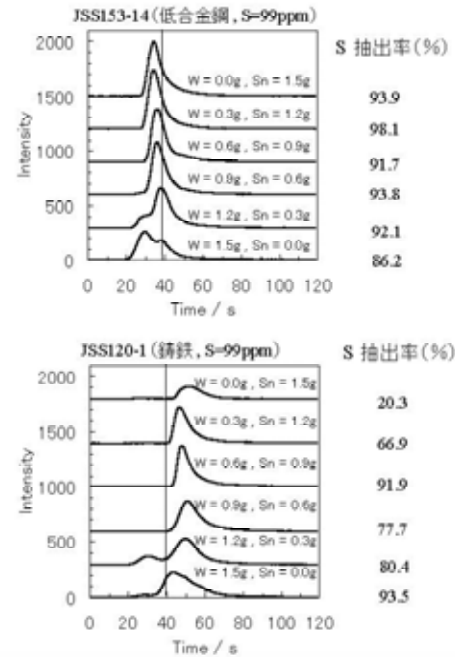 JSS153-14(低合金鋼, S=99ppm)
S 抽出率(%)
2000
1500
1000
500
0
Intensity
W = 0.0g , Sn = 1.5g
93.9
W = 0.3g , Sn = 1.2g
98.1
W = 0.6g , Sn = 0.9g
91.7
W = 0.9g , Sn = 0.6g
93.8
W = 1.2g , Sn = 0.3g
92.1
W = 1.5g , Sn = 0.0g
86.2
0 20 40 60 80 100 120
Time / s
JSS120-1(鋳鉄, S=99ppm)
S 抽出率(%)
2000
1500
1000
500
0
Intensity
W = 0.0g , Sn = 1.5g
20.3
W = 0.3g , Sn = 1.2g
66.9
W = 0.6g , Sn = 0.9g
91.9
W = 0.9g , Sn = 0.6g
77.7
W = 1.2g , Sn = 0.3g
80.4
W = 1.5g , Sn = 0.0g
93.5
0 20 40 60 80 100 120
Time / s